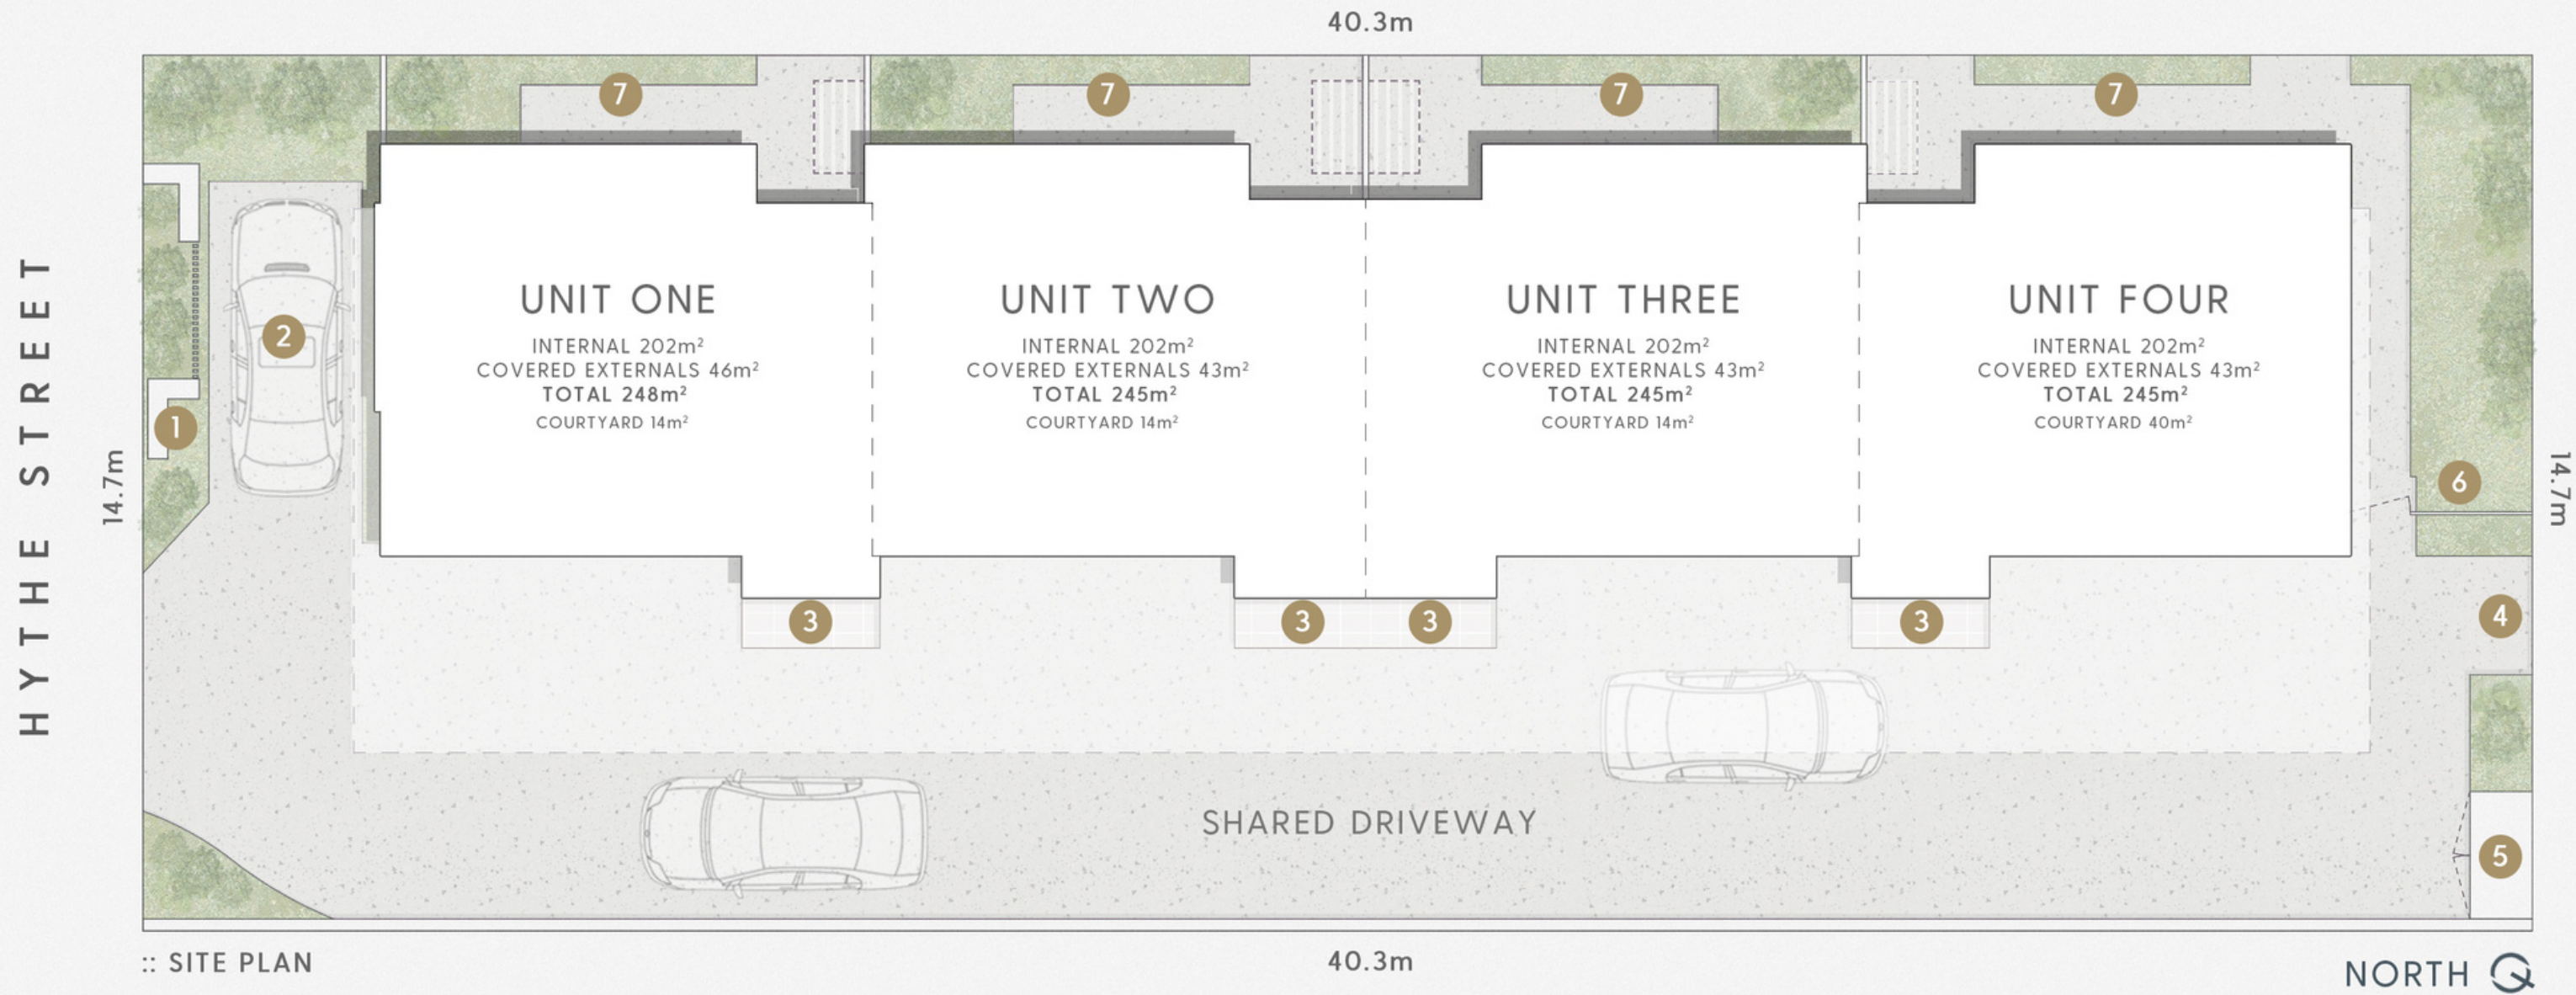 40.3m
7
7
7
7
2
1
HYTHE STREET
14.7m
UNIT ONE
INTERNAL 202m²
COVERED EXTERNALS 46m²
TOTAL 248m²
COURTYARD 14m²
UNIT TWO
INTERNAL 202m²
COVERED EXTERNALS 43m²
TOTAL 245m²
COURTYARD 14m²
UNIT THREE
INTERNAL 202m²
COVERED EXTERNALS 43m²
TOTAL 245m²
COURTYARD 14m²
UNIT FOUR
INTERNAL 202m²
COVERED EXTERNALS 43m²
TOTAL 245m²
COURTYARD 40m²
14.7m
6
3
3
3
3
4
SHARED DRIVEWAY
5
:: SITE PLAN
40.3m
NORTH